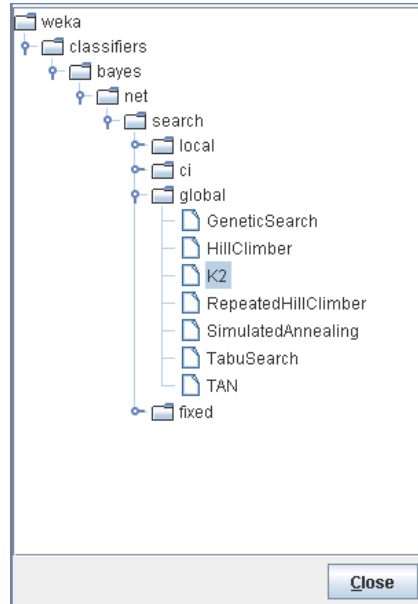 weka
classifiers
bayes
net
search
local
ci
global
GeneticSearch
HillClimber
K2
RepeatedHillClimber
SimulatedAnnealing
TabuSearch
TAN
fixed
Close